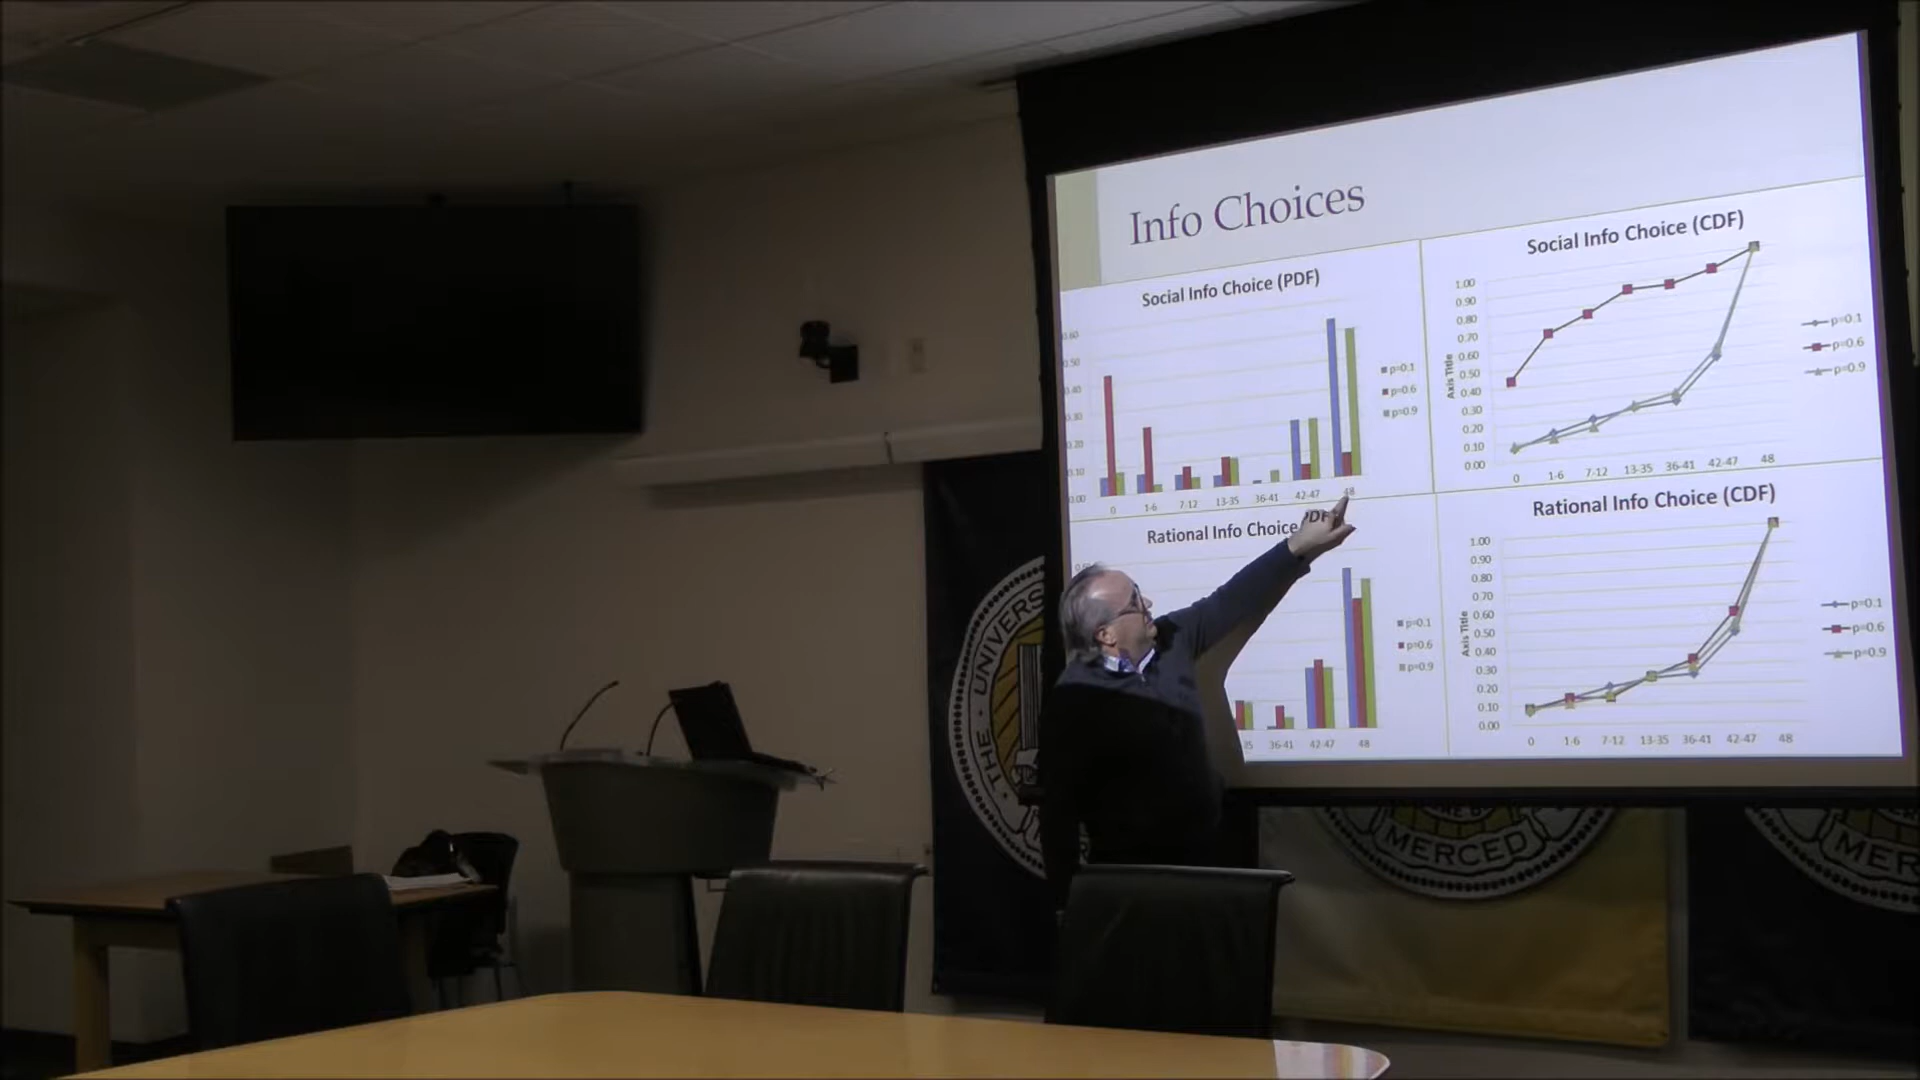 Info Choices
Social Info Choice (PDF)
0.60
0.50
0.40
0.30
0.20
0.10
0.00
0 1-6 7-12 13-35 36-41 42-47 48
p=0.1
p=0.6
p=0.9
Social Info Choice (CDF)
1.00
0.90
0.80
0.70
0.60
0.50
0.40
0.30
0.20
0.10
0.00
Axis Title
0 1-6 7-12 13-35 36-41 42-47 48
p=0.1
p=0.6
p=0.9
Rational Info Choice PDF
36-41 42-47 48
p=0.1
p=0.6
p=0.9
Rational Info Choice (CDF)
1.00
0.90
0.80
0.70
0.60
0.50
0.40
0.30
0.20
0.10
0.00
Axis Title
0 1-6 7-12 13-35 36-41 42-47 48
p=0.1
p=0.6
p=0.9
THE UNIVERS
MERCED
MER